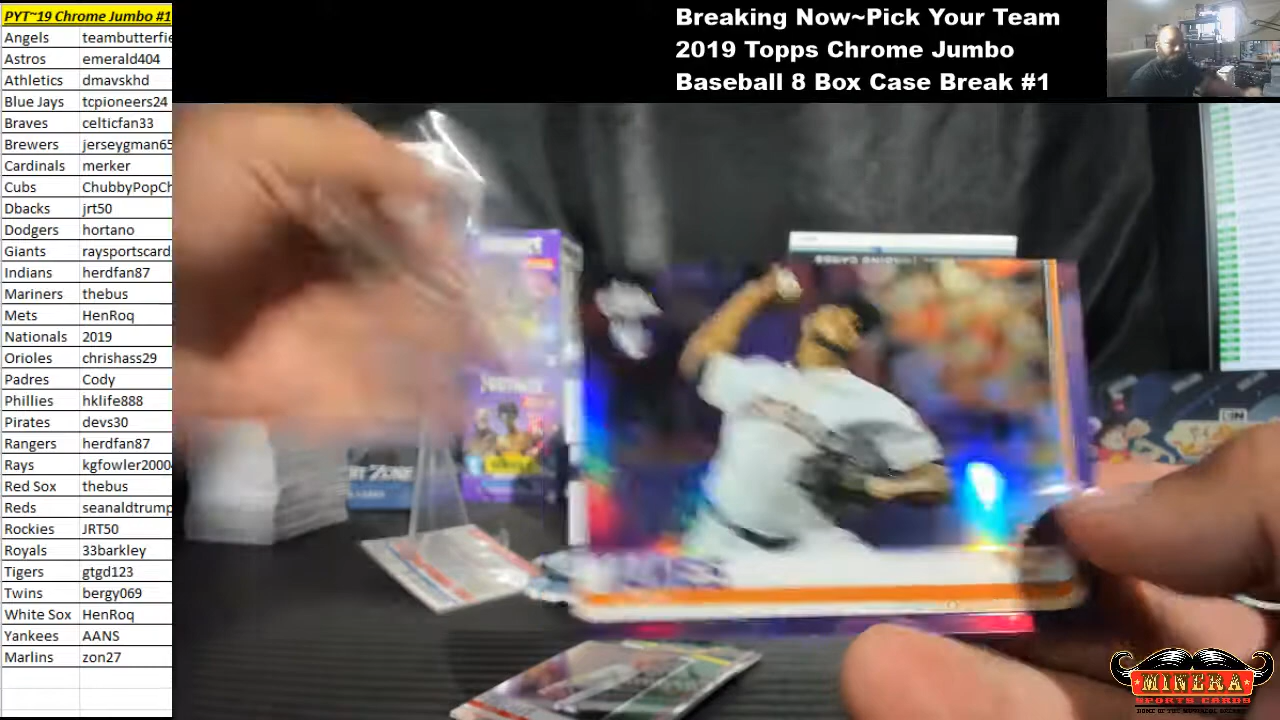 PYT~19 Chrome Jumbo #1
Angels teambutterfie
Astros emerald404
Athletics dmavskhd
Blue Jays tcpioneers24
Braves celticfan33
Brewers jerseygman65
Cardinals merker
Cubs ChubbyPopCh
Dbacks jrt50
Dodgers hortano
Giants raysportscard
Indians herdfan87
Mariners thebus
Mets HenRoq
Nationals 2019
Orioles chrishass29
Padres Cody
Phillies hklife888
Pirates devs30
Rangers herdfan87
Rays kgfowler2000
Red Sox thebus
Reds seanaldtrump
Rockies JRT50
Royals 33barkley
Tigers gtgd123
Twins bergy069
White Sox HenRoq
Yankees AANS
Marlins zon27
Breaking Now~Pick Your Team
2019 Topps Chrome Jumbo
Baseball 8 Box Case Break #1
MINERA
SPORTS CARDS